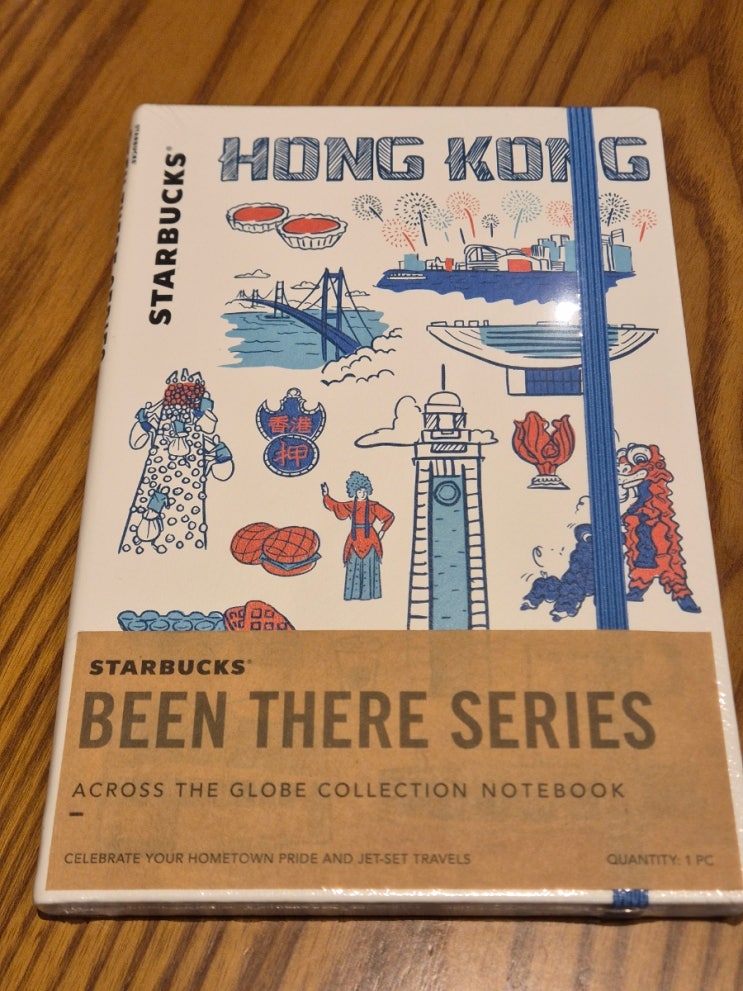 HONG KONG
STARBUCKS®
香港
押
STARBUCKS®
BEEN THERE SERIES
ACROSS THE GLOBE COLLECTION NOTEBOOK
CELEBRATE YOUR HOMETOWN PRIDE AND JET-SET TRAVELS
QUANTITY: 1 PC